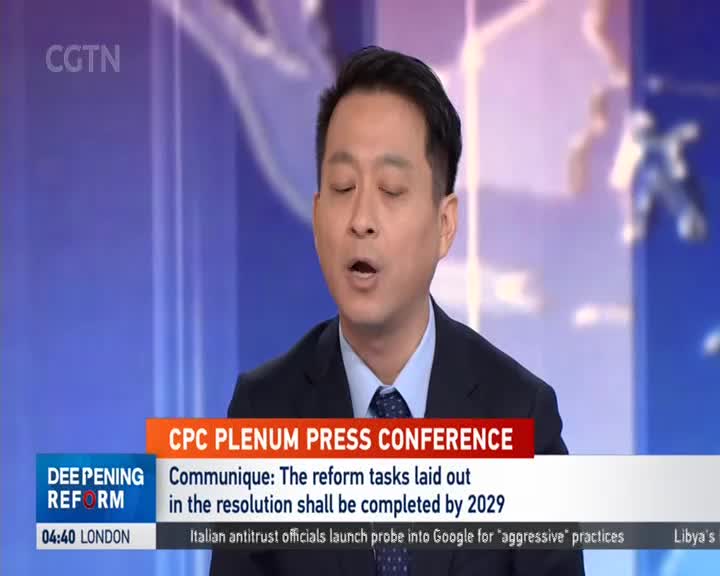 CGTN
CPC PLENUM PRESS CONFERENCE
DEEPENING
REFORM
Communique: The reform tasks laid out
in the resolution shall be completed by 2029
04:40 LONDON
Italian antitrust officials launch probe into Google for "aggressive" practices
Libya's